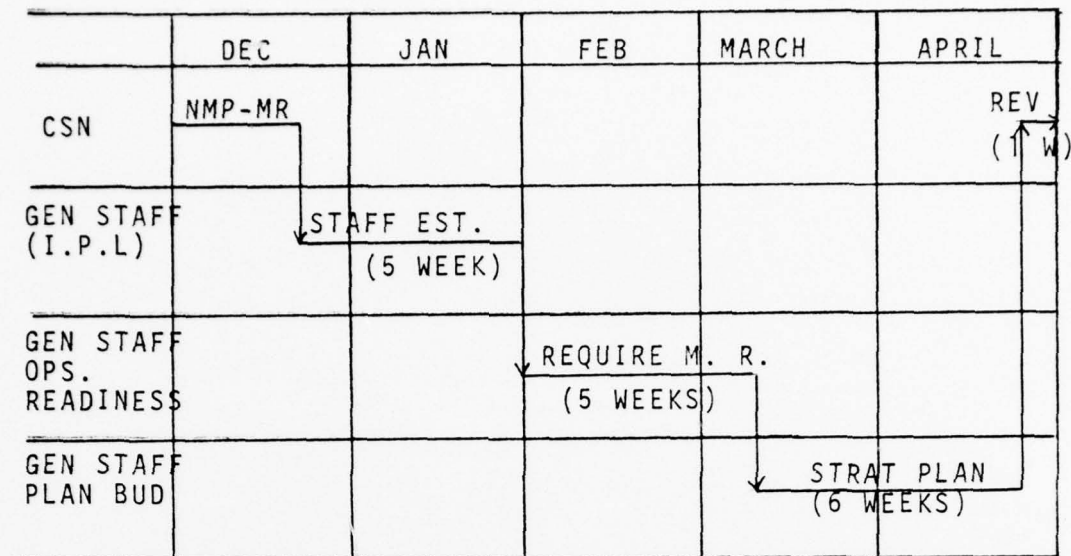 DEC JAN FEB MARCH APRIL
CSN
NMP-MR
REV
(1 W)
GEN STAFF
(I.P.L)
STAFF EST.
(5 WEEK)
GEN STAFF
OPS.
READINESS
REQUIRE M. R.
(5 WEEKS)
GEN STAFF
PLAN BUD
STRAT PLAN
(6 WEEKS)